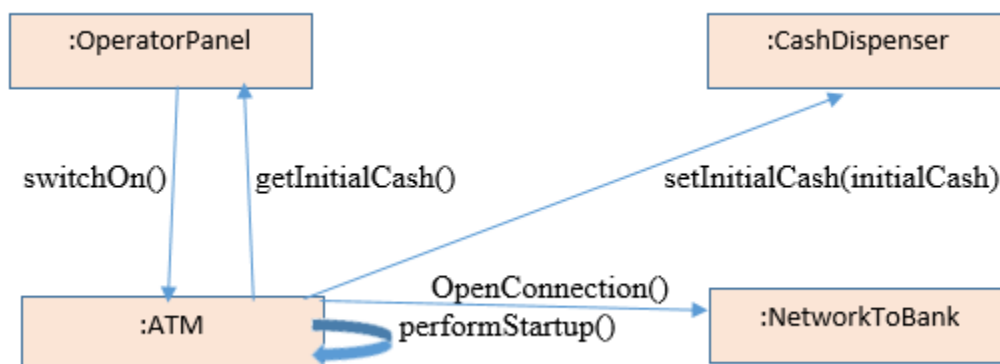 :OperatorPanel
:CashDispenser
switchOn()
getInitialCash()
setInitialCash(initialCash)
OpenConnection()
:ATM
performStartup()
:NetworkToBank